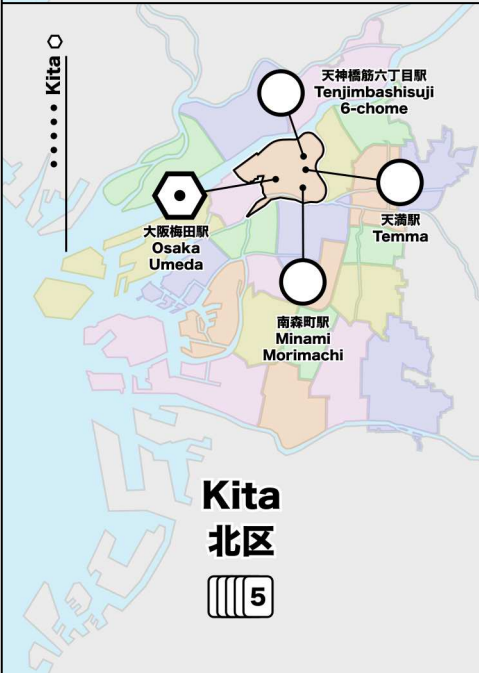 Kita
天神橋筋六丁目駅
Tenjimbashisuji
6-chome
大阪梅田駅
Osaka
Umeda
天満駅
Temma
南森町駅
Minami
Morimachi
Kita
北区
5